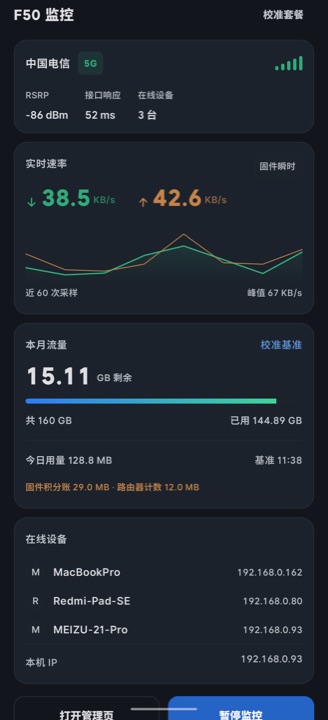 F50 监控 校准套餐
中国电信 5G
RSRP 接口响应 在线设备
-86 dBm 52 ms 3 台
实时速率 固件瞬时
↓ 38.5 KB/s ↑ 42.6 KB/s
近 60 次采样 峰值 67 KB/s
本月流量 校准基准
15.11 GB 剩余
共 160 GB 已用 144.89 GB
今日用量 128.8 MB 基准 11:38
固件积分账 29.0 MB · 路由器计数 12.0 MB
在线设备
M MacBookPro 192.168.0.162
R Redmi-Pad-SE 192.168.0.80
M MEIZU-21-Pro 192.168.0.93
本机 IP 192.168.0.93
打开管理页 暂停监控